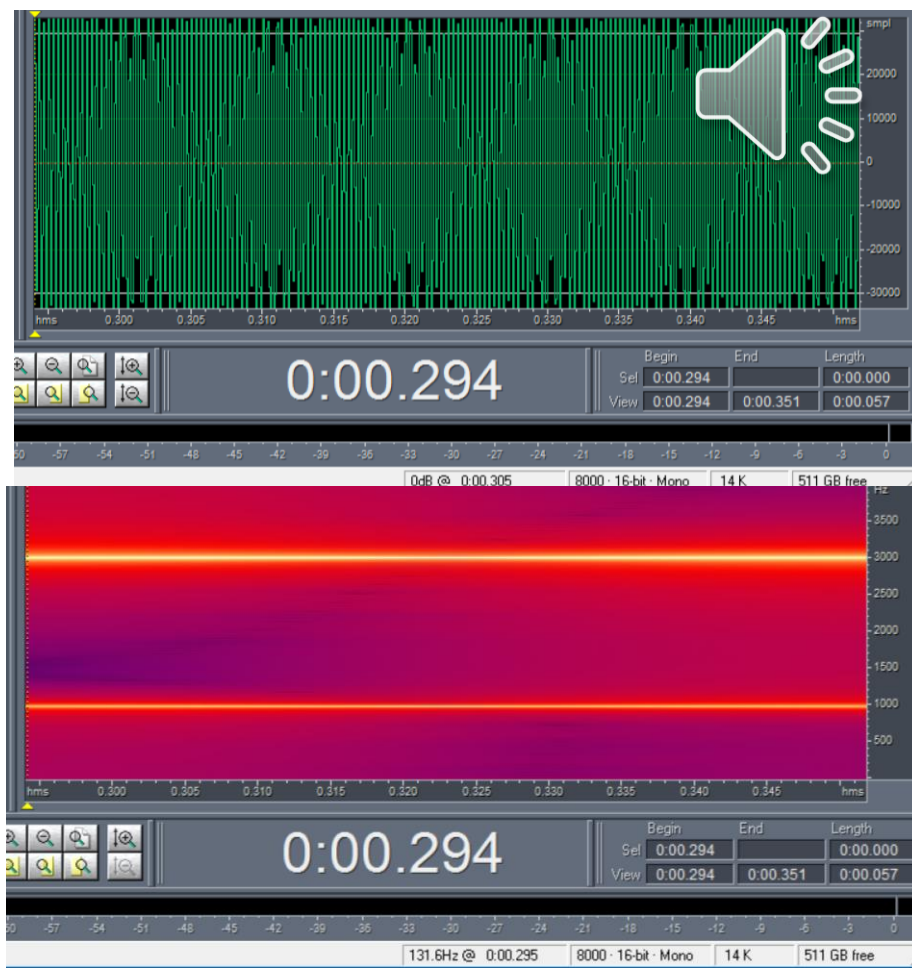 smpl
20000
10000
0
-10000
-20000
-30000
hms 0.300 0.305 0.310 0.315 0.320 0.325 0.330 0.335 0.340 0.345 hms
0:00.294
Begin End Length
Sel 0:00.294 0:00.000
View 0:00.294 0:00.351 0:00.057
-57 -54 -51 -48 -45 -42 -39 -36 -33 -30 -27 -24 -21 -18 -15 -12 -9 -6 -3 0
0dB @ 0:00.305 8000 · 16-bit · Mono 14 K 511 GB free
Hz
3500
3000
2500
2000
1500
1000
500
hms 0.300 0.305 0.310 0.315 0.320 0.325 0.330 0.335 0.340 0.345 hms
0:00.294
Begin End Length
Sel 0:00.294 0:00.000
View 0:00.294 0:00.351 0:00.057
-57 -54 -51 -48 -45 -42 -39 -36 -33 -30 -27 -24 -21 -18 -15 -12 -9 -6 -3 0
131.6Hz @ 0:00.295 8000 · 16-bit · Mono 14 K 511 GB free